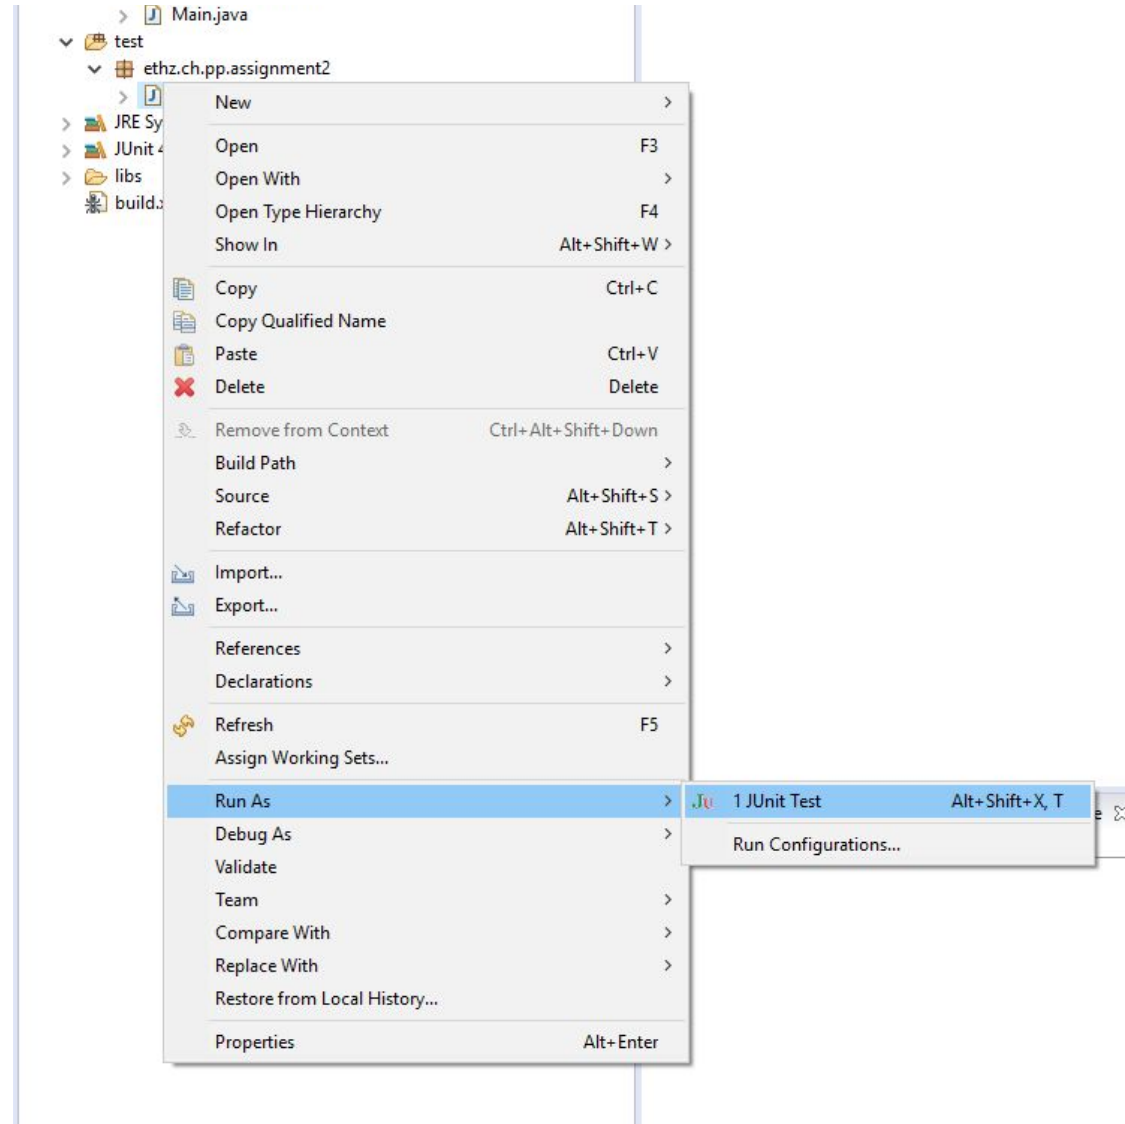 Main.java
test
ethz.ch.pp.assignment2
JRE Sy
JUnit 4
libs
build.x
New
Open F3
Open With
Open Type Hierarchy F4
Show In Alt+Shift+W
Copy Ctrl+C
Copy Qualified Name
Paste Ctrl+V
Delete Delete
Remove from Context Ctrl+Alt+Shift+Down
Build Path
Source Alt+Shift+S
Refactor Alt+Shift+T
Import...
Export...
References
Declarations
Refresh F5
Assign Working Sets...
Run As
1 JUnit Test Alt+Shift+X, T
Run Configurations...
Debug As
Validate
Team
Compare With
Replace With
Restore from Local History...
Properties Alt+Enter